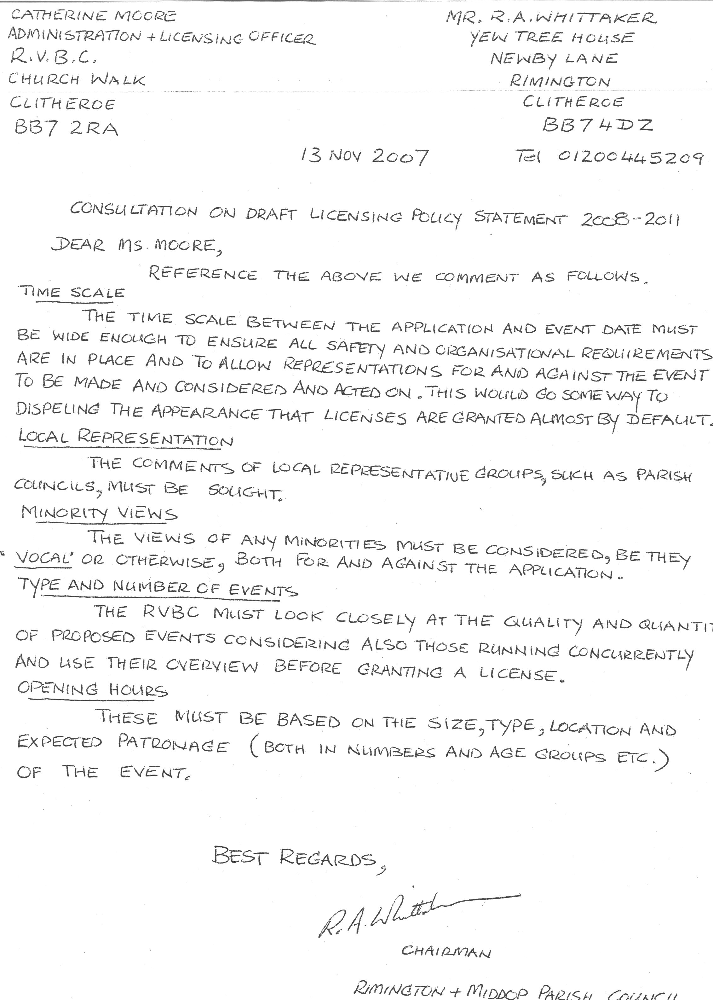 CATHERINE MOORE
ADMINISTRATION + LICENSING OFFICER
R.V.B.C.
CHURCH WALK
CLITHEROE
BB7 2RA
MR. R.A. WHITTAKER
YEW TREE HOUSE
NEWBY LANE
RIMINGTON
CLITHEROE
BB7 4DZ
13 NOV 2007
Tel 01200445209
CONSULTATION ON DRAFT LICENSING POLICY STATEMENT 2008-2011
DEAR MS. MOORE,
REFERENCE THE ABOVE WE COMMENT AS FOLLOWS.
TIME SCALE
THE TIME SCALE BETWEEN THE APPLICATION AND EVENT DATE MUST
BE WIDE ENOUGH TO ENSURE ALL SAFETY AND ORGANISATIONAL REQUIREMENTS
ARE IN PLACE AND TO ALLOW REPRESENTATIONS FOR AND AGAINST THE EVENT
TO BE MADE AND CONSIDERED AND ACTED ON. THIS WOULD GO SOME WAY TO
DISPELING THE APPEARANCE THAT LICENSES ARE GRANTED ALMOST BY DEFAULT.
LOCAL REPRESENTATION
THE COMMENTS OF LOCAL REPRESENTATIVE GROUPS, SUCH AS PARISH
COUNCILS, MUST BE SOUGHT.
MINORITY VIEWS
THE VIEWS OF ANY MINORITIES MUST BE CONSIDERED, BE THEY
"VOCAL" OR OTHERWISE, BOTH FOR AND AGAINST THE APPLICATION.
TYPE AND NUMBER OF EVENTS
THE RVBC MUST LOOK CLOSELY AT THE QUALITY AND QUANTIT
OF PROPOSED EVENTS CONSIDERING ALSO THOSE RUNNING CONCURRENTLY
AND USE THEIR OVERVIEW BEFORE GRANTING A LICENSE.
OPENING HOURS
THESE MUST BE BASED ON THE SIZE, TYPE, LOCATION AND
EXPECTED PATRONAGE (BOTH IN NUMBERS AND AGE GROUPS ETC.)
OF THE EVENT.
BEST REGARDS,
R.A. Whittaker
CHAIRMAN
RIMINGTON + MIDDOP PARISH COUNCIL